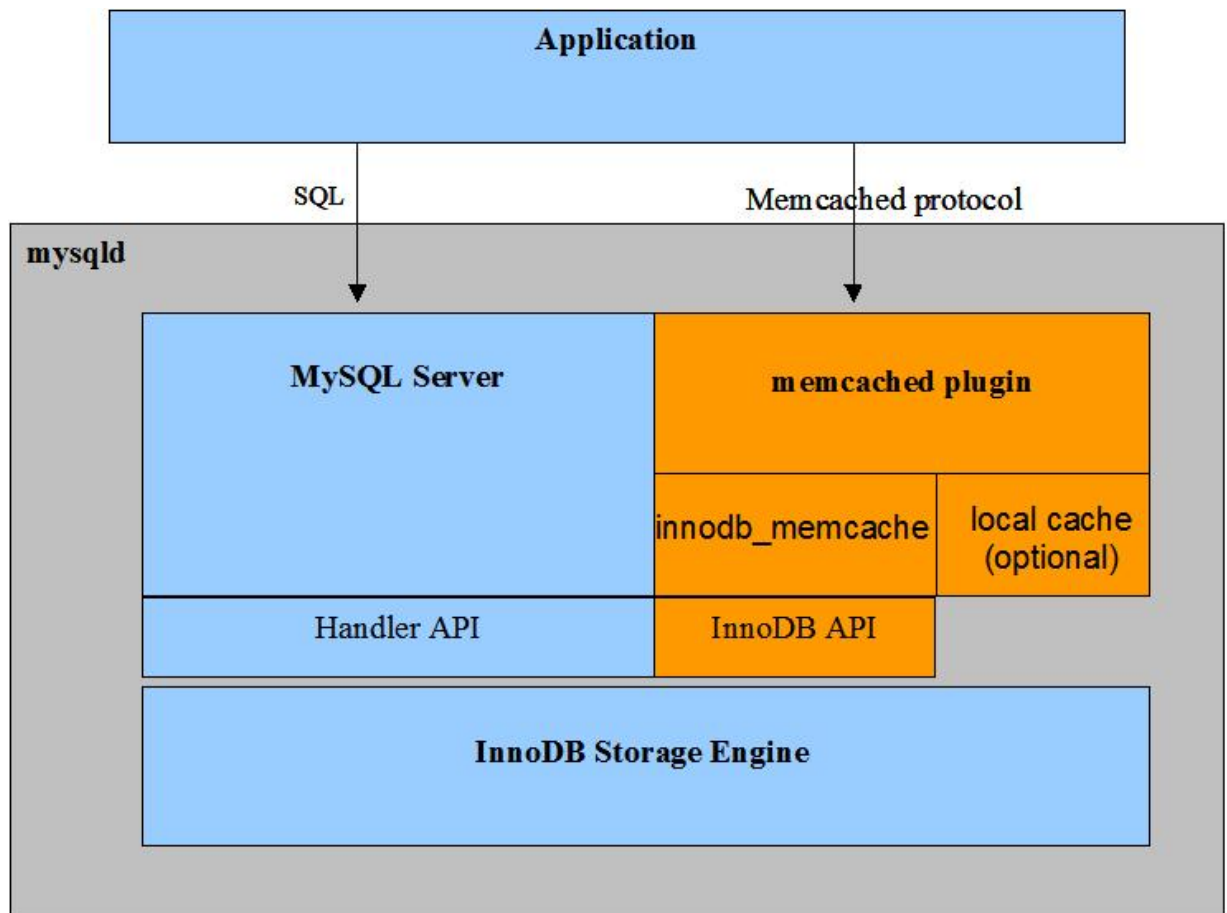 Application
SQL
Memcached protocol
mysqld
MySQL Server
memcached plugin
innodb_memcache
local cache
(optional)
Handler API
InnoDB API
InnoDB Storage Engine